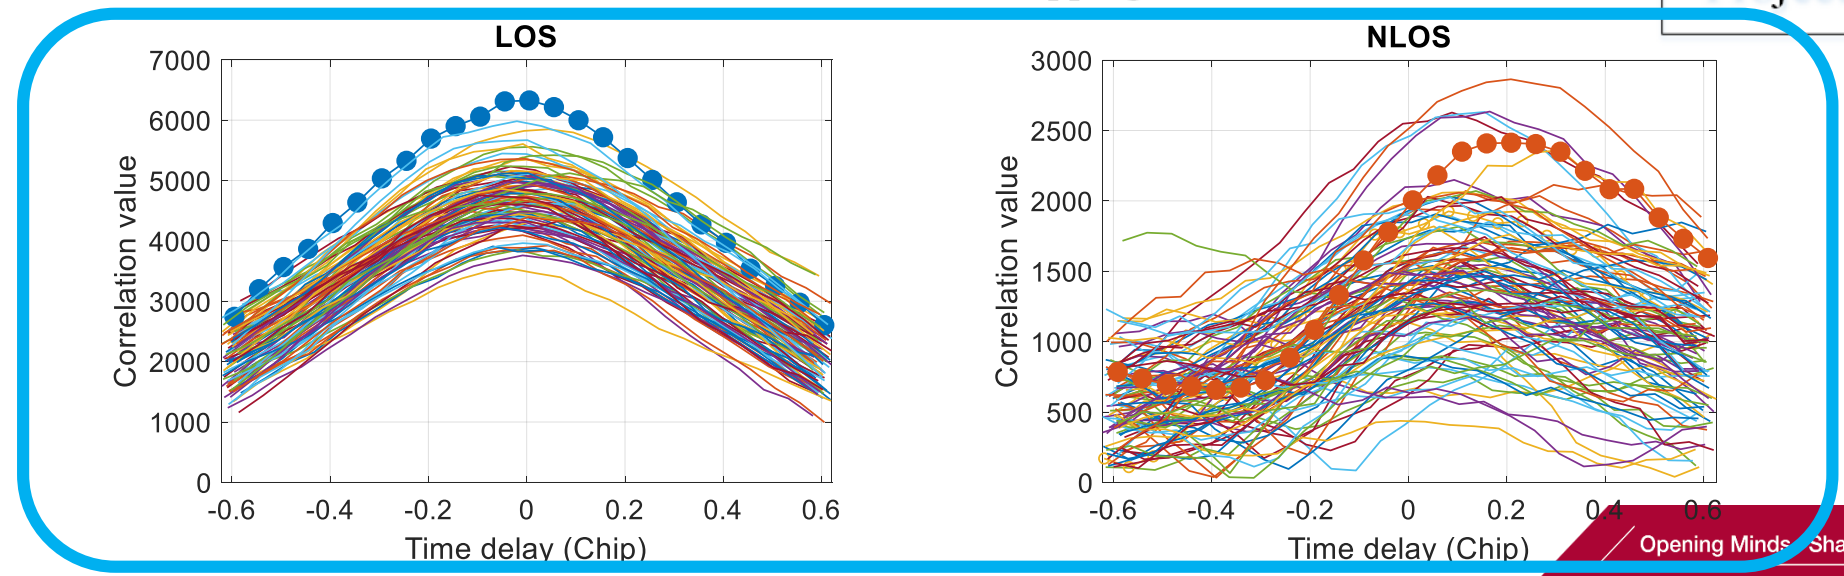 LOS
7000
6000
5000
4000
3000
2000
1000
0
-0.6 -0.4 -0.2 0 0.2 0.4 0.6
Correlation value
Time delay (Chip)
NLOS
3000
2500
2000
1500
1000
500
0
-0.6 -0.4 -0.2 0 0.2 0.4 0.6
Correlation value
Time delay (Chip)
Opening Minds